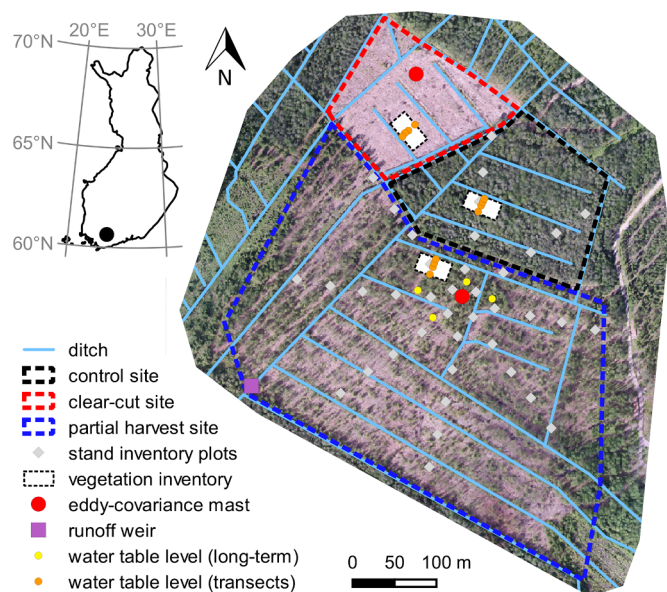 20°E 30°E
70°N
65°N
60°N
N
ditch
control site
clear-cut site
partial harvest site
stand inventory plots
vegetation inventory
eddy-covariance mast
runoff weir
water table level (long-term)
water table level (transects)
0 50 100 m